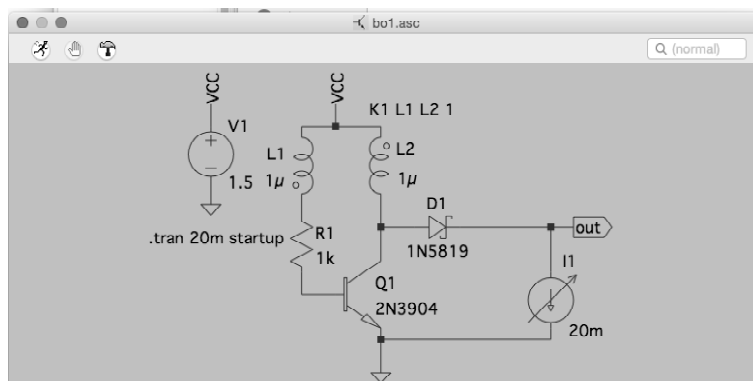 bo1.asc
(normal)
VCC
VCC
K1 L1 L2 1
V1
L1
L2
1.5
1µ
1µ
D1
out
.tran 20m startup
R1
1N5819
1k
I1
Q1
2N3904
20m